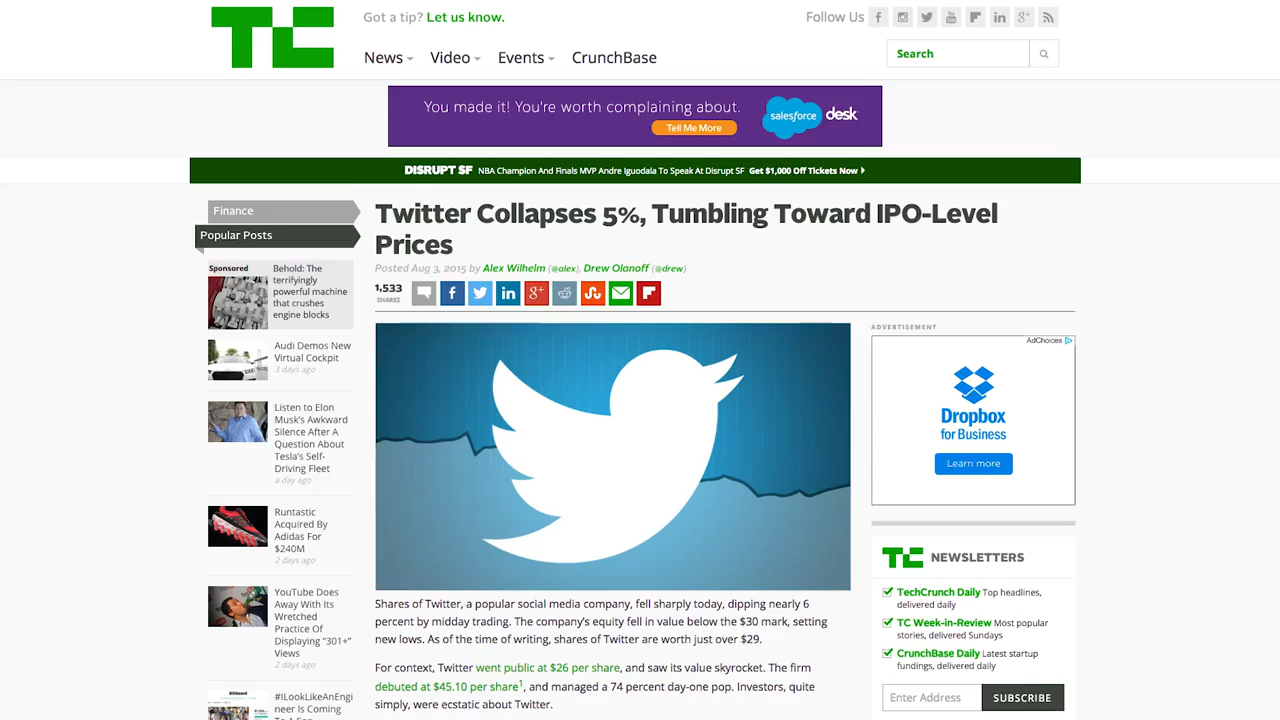 TC
Got a tip? Let us know.
Follow Us
News
Video
Events
CrunchBase
Search
You made it! You're worth complaining about.
Tell Me More
salesforce desk
DISRUPT SF NBA Champion And Finals MVP Andre Iguodala To Speak At Disrupt SF Get $1,000 Off Tickets Now
Finance
Popular Posts
Sponsored
Behold: The
terrifyingly
powerful machine
that crushes
engine blocks
Audi Demos New
Virtual Cockpit
3 days ago
Listen to Elon
Musk's Awkward
Silence After A
Question About
Tesla's Self-
Driving Fleet
a day ago
Runtastic
Acquired By
Adidas For
$240M
2 days ago
YouTube Does
Away With Its
Wretched
Practice Of
Displaying "301+"
Views
2 days ago
#ILookLikeAnEngi
neer Is Coming
Twitter Collapses 5%, Tumbling Toward IPO-Level
Prices
Posted Aug 3, 2015 by Alex Wilhelm (@alex), Drew Olanoff (@drew)
1,533
SHARES
Shares of Twitter, a popular social media company, fell sharply today, dipping nearly 6
percent by midday trading. The company's equity fell in value below the $30 mark, setting
new lows. As of the time of writing, shares of Twitter are worth just over $29.
For context, Twitter went public at $26 per share, and saw its value skyrocket. The firm
debuted at $45.10 per share1, and managed a 74 percent day-one pop. Investors, quite
simply, were ecstatic about Twitter.
ADVERTISEMENT
AdChoices
Dropbox
for Business
Learn more
TC NEWSLETTERS
TechCrunch Daily Top headlines,
delivered daily
TC Week-in-Review Most popular
stories, delivered Sundays
CrunchBase Daily Latest startup
fundings, delivered daily
Enter Address
SUBSCRIBE